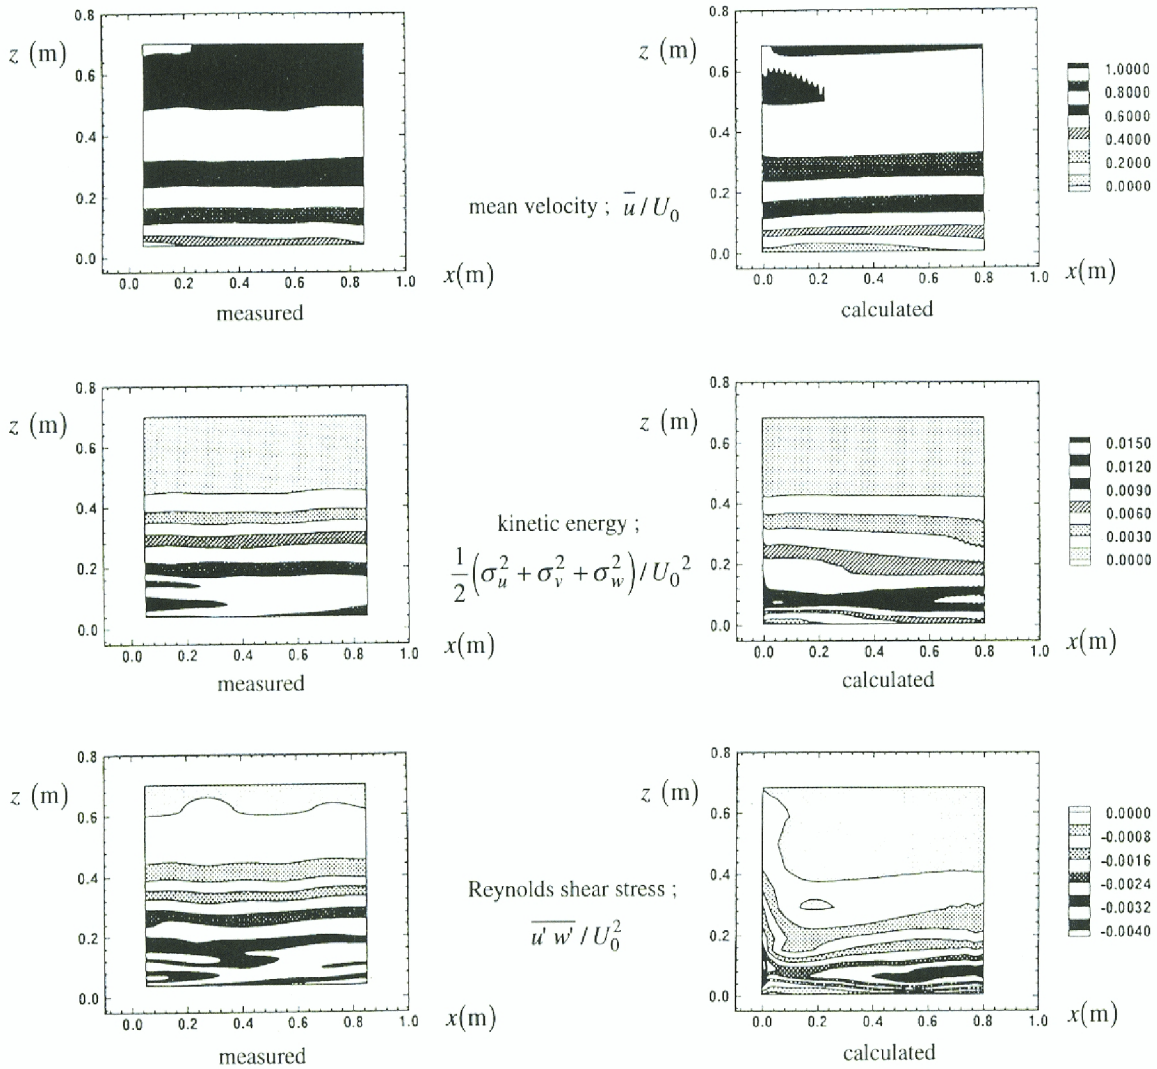 0.8
z (m)
0.6
0.4
0.2
0.0
0.0 0.2 0.4 0.6 0.8 1.0
x(m)
measured
mean velocity ; u̅ / U₀
0.8
z (m)
0.6
0.4
0.2
0.0
0.0 0.2 0.4 0.6 0.8 1.0
x(m)
calculated
1.0000
0.8000
0.6000
0.4000
0.2000
0.0000
0.8
z (m)
0.6
0.4
0.2
0.0
0.0 0.2 0.4 0.6 0.8 1.0
x(m)
measured
kinetic energy ;
1/2 (σᵤ² + σᵥ² + σ_w²) / U₀²
0.8
z (m)
0.6
0.4
0.2
0.0
0.0 0.2 0.4 0.6 0.8 1.0
x(m)
calculated
0.0150
0.0120
0.0090
0.0060
0.0030
0.0000
0.8
z (m)
0.6
0.4
0.2
0.0
0.0 0.2 0.4 0.6 0.8 1.0
x(m)
measured
Reynolds shear stress ;
u' w' / U₀²
0.8
z (m)
0.6
0.4
0.2
0.0
0.0 0.2 0.4 0.6 0.8 1.0
x(m)
calculated
0.0000
-0.0008
-0.0016
-0.0024
-0.0032
-0.0040